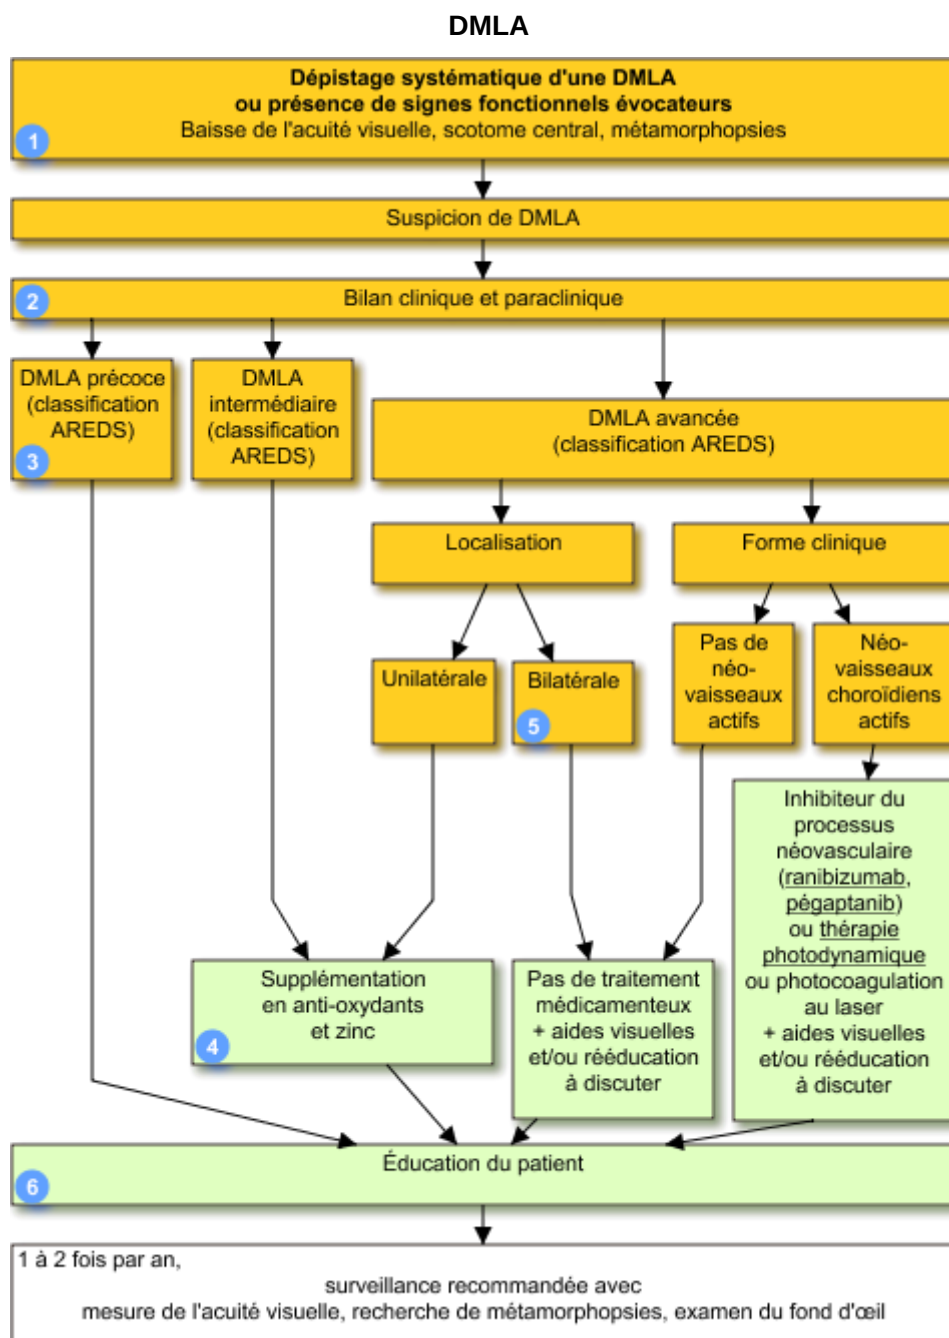 DMLA
Dépistage systématique d'une DMLA
ou présence de signes fonctionnels évocateurs
Baisse de l'acuité visuelle, scotome central, métamorphopsies
1
Suspicion de DMLA
Bilan clinique et paraclinique
2
DMLA précoce
(classification
AREDS)
3
DMLA
intermédiaire
(classification
AREDS)
DMLA avancée
(classification AREDS)
Localisation
Forme clinique
Unilatérale
Bilatérale
5
Pas de
néo-
vaisseaux
actifs
Néo-
vaisseaux
choroïdiens
actifs
Supplémentation
en anti-oxydants
et zinc
4
Pas de traitement
médicamenteux
+ aides visuelles
et/ou rééducation
à discuter
Inhibiteur du
processus
néovasculaire
(ranibizumab,
pégaptanib)
ou thérapie
photodynamique
ou photocoagulation
au laser
+ aides visuelles
et/ou rééducation
à discuter
Éducation du patient
6
1 à 2 fois par an,
surveillance recommandée avec
mesure de l'acuité visuelle, recherche de métamorphopsies, examen du fond d'œil